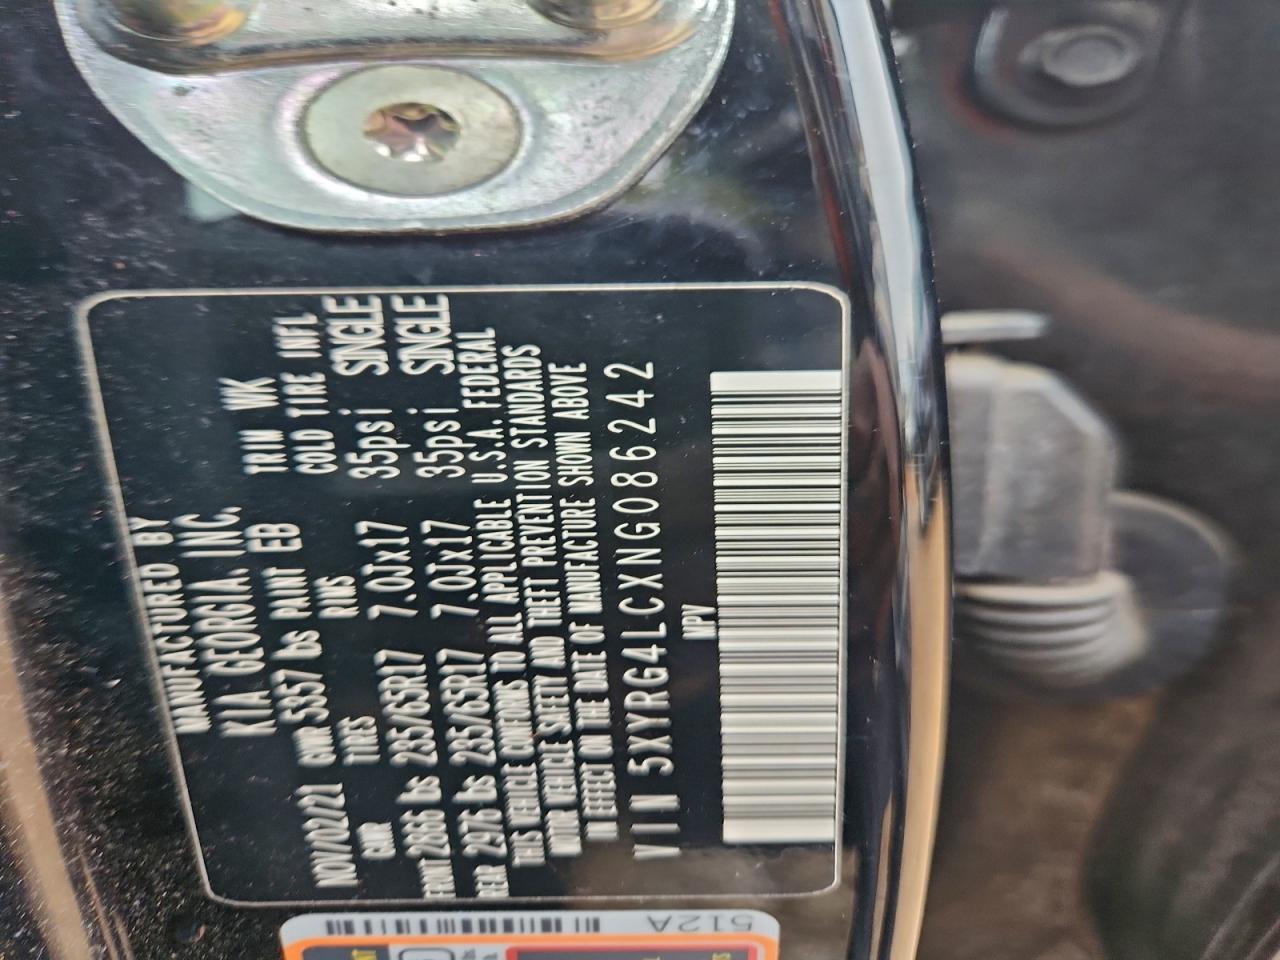 MANUFACTURED BY
KIA GEORGIA. INC.
NOV/02/21 GVWR 5357 LBS PAINT EB TRIM WK
GAWR TIRES RIMS COLD TIRE INFL
FRONT 2866 LBS 235/65R17 7.0Jx17 35psi SINGLE
REAR 2976 LBS 235/65R17 7.0Jx17 35psi SINGLE
THIS VEHICLE CONFORMS TO ALL APPLICABLE U.S.A. FEDERAL
MOTOR VEHICLE SAFETY AND THEFT PREVENTION STANDARDS
IN EFFECT ON THE DATE OF MANUFACTURE SHOWN ABOVE
VIN 5XYRG4LCXNG086242
MPV
512A